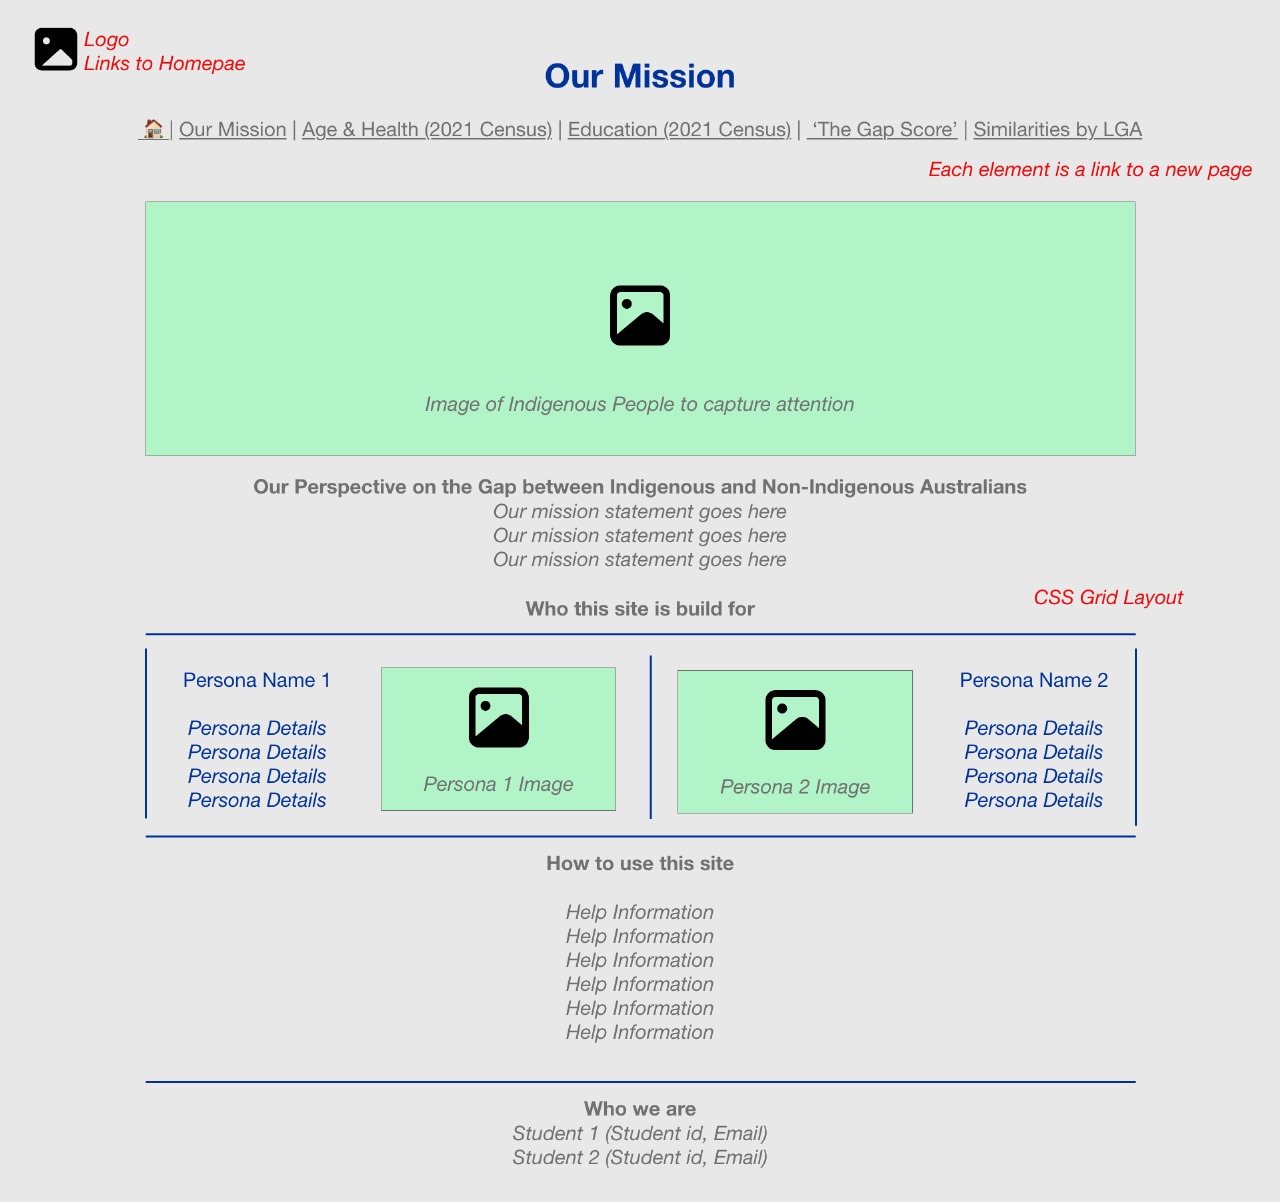 Logo
Links to Homepae
Our Mission
🏠 | Our Mission | Age & Health (2021 Census) | Education (2021 Census) | ‘The Gap Score’ | Similarities by LGA
Each element is a link to a new page
Image of Indigenous People to capture attention
Our Perspective on the Gap between Indigenous and Non-Indigenous Australians
Our mission statement goes here
Our mission statement goes here
Our mission statement goes here
CSS Grid Layout
Who this site is build for
Persona Name 1
Persona Details
Persona Details
Persona Details
Persona Details
Persona 1 Image
Persona 2 Image
Persona Name 2
Persona Details
Persona Details
Persona Details
Persona Details
How to use this site
Help Information
Help Information
Help Information
Help Information
Help Information
Help Information
Who we are
Student 1 (Student id, Email)
Student 2 (Student id, Email)